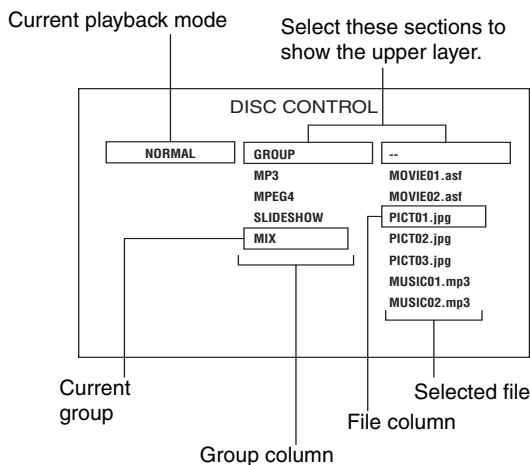 Current playback mode
Select these sections to
show the upper layer.
DISC CONTROL
NORMAL
GROUP
--
MP3
MOVIE01.asf
MPEG4
MOVIE02.asf
SLIDESHOW
PICT01.jpg
MIX
PICT02.jpg
PICT03.jpg
MUSIC01.mp3
MUSIC02.mp3
Current
group
Selected file
File column
Group column